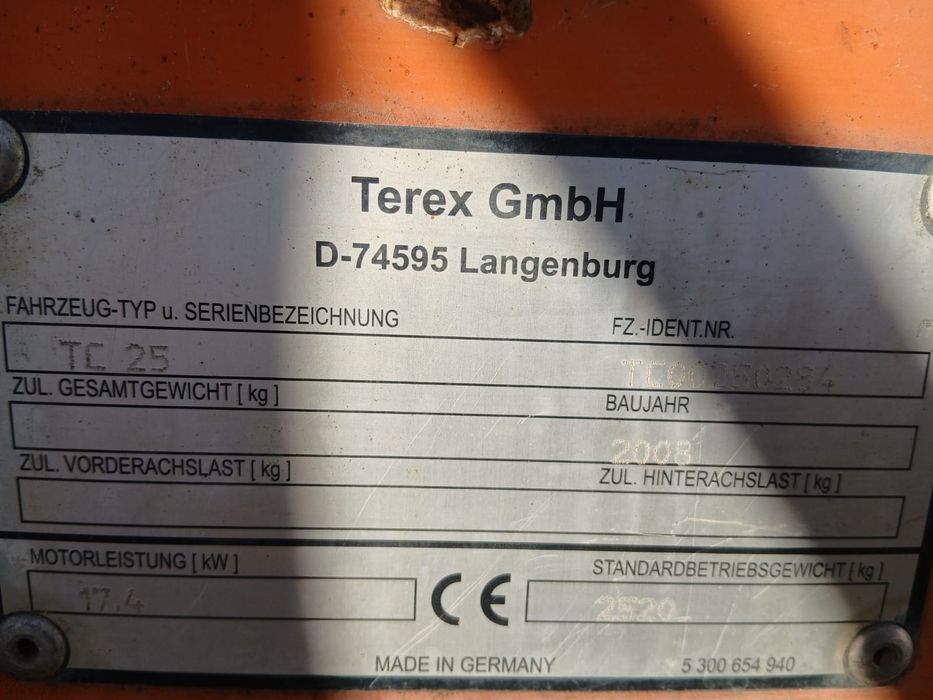 Terex GmbH
D-74595 Langenburg
FAHRZEUG-TYP u. SERIENBEZEICHNUNG FZ.-IDENT.NR.
TC 25 TC00250284
ZUL. GESAMTGEWICHT [ kg ] BAUJAHR
2008
ZUL. VORDERACHSLAST [ kg ] ZUL. HINTERACHSLAST [ kg ]
MOTORLEISTUNG [ kW ] STANDARDBETRIEBSGEWICHT [ kg ]
17.4 CE 2520
MADE IN GERMANY 5 300 654 940